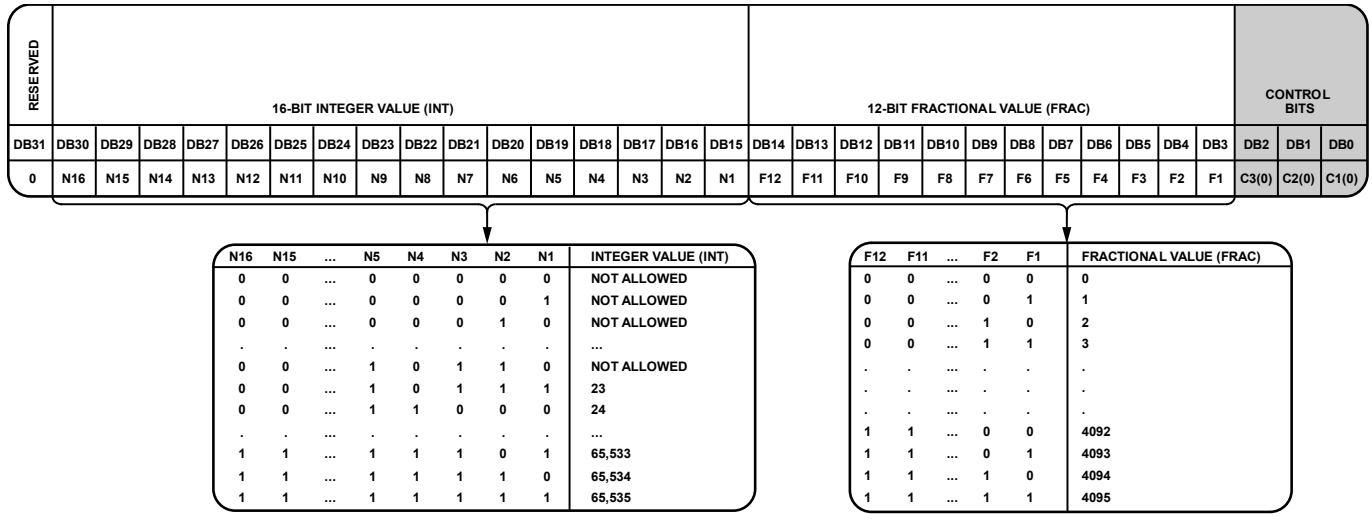 RESERVED
16-BIT INTEGER VALUE (INT) 12-BIT FRACTIONAL VALUE (FRAC) CONTROL BITS
DB31 DB30 DB29 DB28 DB27 DB26 DB25 DB24 DB23 DB22 DB21 DB20 DB19 DB18 DB17 DB16 DB15 DB14 DB13 DB12 DB11 DB10 DB9 DB8 DB7 DB6 DB5 DB4 DB3 DB2 DB1 DB0
0 N16 N15 N14 N13 N12 N11 N10 N9 N8 N7 N6 N5 N4 N3 N2 N1 F12 F11 F10 F9 F8 F7 F6 F5 F4 F3 F2 F1 C3(0) C2(0) C1(0)
N16 N15 ... N5 N4 N3 N2 N1 INTEGER VALUE (INT)
0 0 ... 0 0 0 0 0 NOT ALLOWED
0 0 ... 0 0 0 0 1 NOT ALLOWED
0 0 ... 0 0 0 1 0 NOT ALLOWED
. . ... . . . . . ...
0 0 ... 1 0 1 1 0 NOT ALLOWED
0 0 ... 1 0 1 1 1 23
0 0 ... 1 1 0 0 0 24
. . ... . . . . . ...
1 1 ... 1 1 1 0 1 65,533
1 1 ... 1 1 1 1 0 65,534
1 1 ... 1 1 1 1 1 65,535
F12 F11 ... F2 F1 FRACTIONAL VALUE (FRAC)
0 0 ... 0 0 0
0 0 ... 0 1 1
0 0 ... 1 0 2
0 0 ... 1 1 3
. . ... . . .
. . ... . . .
. . ... . . .
1 1 ... 0 0 4092
1 1 ... 0 1 4093
1 1 ... 1 0 4094
1 1 ... 1 1 4095